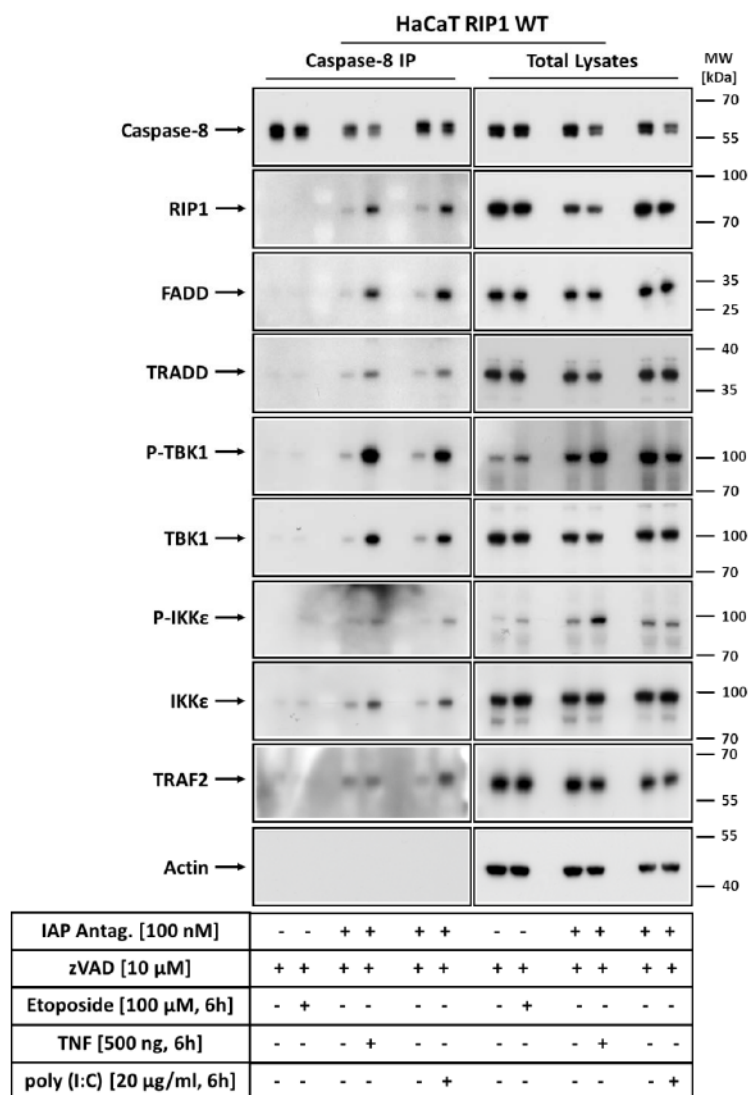 HaCaT RIP1 WT
Caspase-8 IP Total Lysates MW
[kDa]
70
Caspase-8
55
100
RIP1
70
35
FADD
25
40
TRADD
35
P-TBK1 100
70
TBK1 100
70
P-IKKε 100
70
IKKε 100
70
70
TRAF2
55
55
Actin
40
IAP Antag. [100 nM] - - + + + + - - + + + +
zVAD [10 μM] + + + + + + + + + + + +
Etoposide [100 μM, 6h] - + - - - - - + - - - -
TNF [500 ng, 6h] - - - + - - - - - + - -
poly (I:C) [20 μg/ml, 6h] - - - - - + - - - - - +